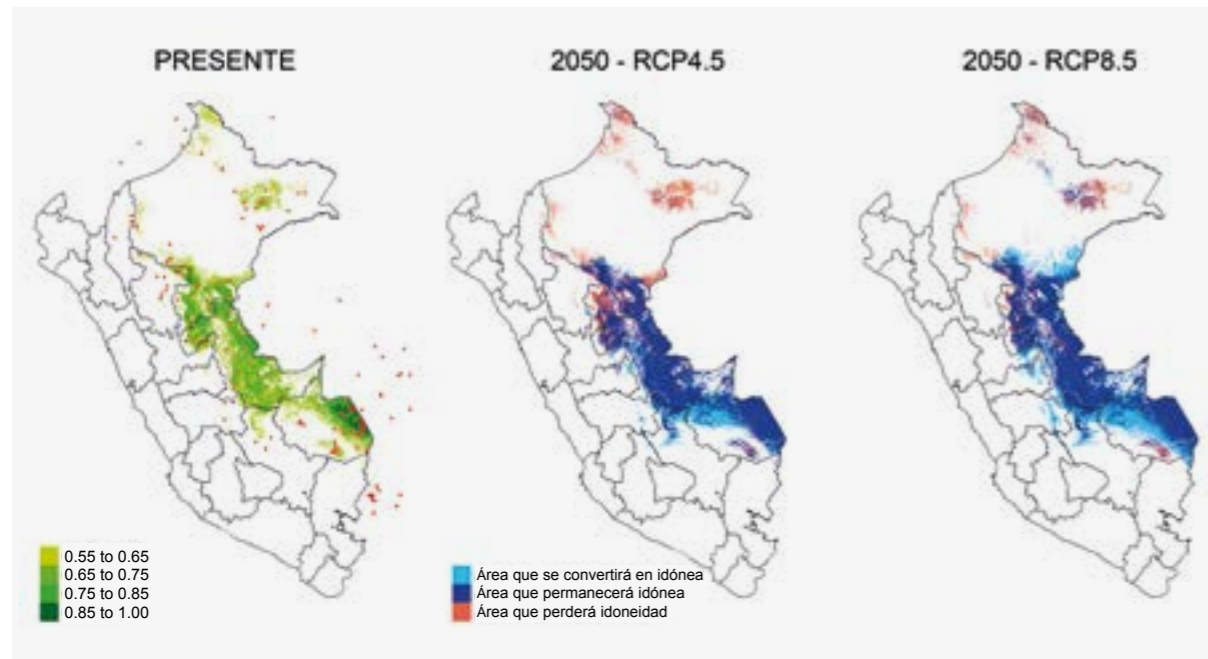 PRESENTE
2050 - RCP4.5
2050 - RCP8.5
0.55 to 0.65
0.65 to 0.75
0.75 to 0.85
0.85 to 1.00
Área que se convertirá en idónea
Área que permanecerá idónea
Área que perderá idoneidad